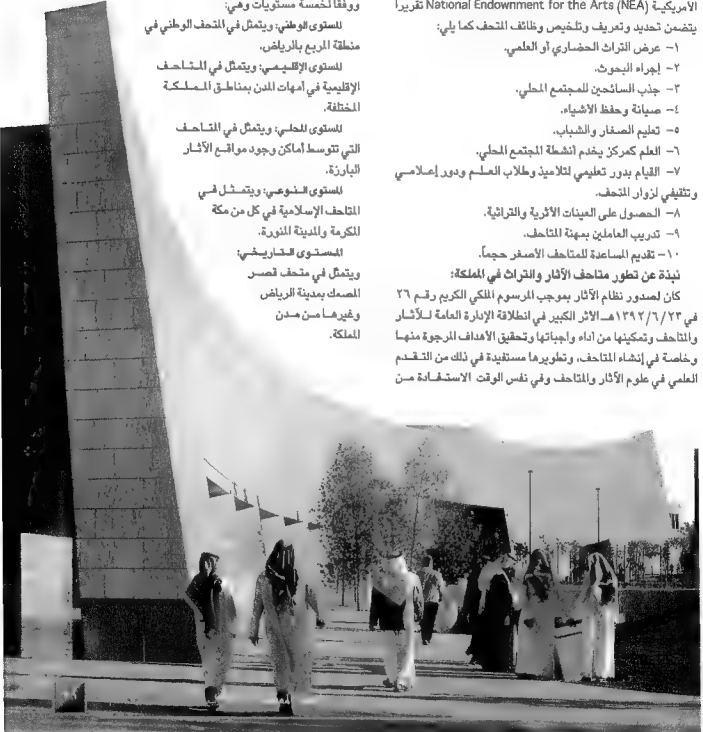 الأمريكية National Endownment for the Arts (NEA) تقريراً
يتضمن تحديد وتعريف وتلخيص وظائف المتحف كما يلي:
١- عرض التراث الحضاري أو العلمي.
٢- إجراء البحوث.
٣- جذب السائحين للمجتمع المحلي.
٤- صيانة وحفظ الأشياء.
٥- تعليم الصغار والشباب.
٦- العلم كمركز يخدم أنشطة المجتمع المحلي.
٧- القيام بدور تعليمي لتلاميذ وطلاب العلم ودور إعلامي
وتثقيفي لزوار المتحف.
٨- الحصول على العينات الأثرية والتراثية.
٩- تدريب العاملين بمهنة المتاحف.
١٠- تقديم المساعدة للمتاحف الأصغر حجماً.
نبذة عن تطور متاحف الآثار والتراث في المملكة:
كان لصدور نظام الآثار بموجب المرسوم الملكي الكريم رقم ٢٦
في ١٣٩٢/٦/٢٣هـ الأثر الكبير في انطلاقة الإدارة العامة للآثار
والمتاحف وتمكينها من أداء واجباتها وتحقيق الأهداف المرجوة منها
وخاصة في إنشاء المتاحف، وتطويرها مستفيدة في ذلك من التقدم
العلمي في علوم الآثار والمتاحف وفي نفس الوقت الاستفادة من
ووفقاً لخمسة مستويات وهي:
المستوى الوطني: ويتمثل في المتحف الوطني في
منطقة المربع بالرياض.
المستوى الإقليمي: ويتمثل في المتاحف
الإقليمية في أمهات المدن بمناطق المملكة
المختلفة.
المستوى المحلي: ويتمثل في المتاحف
التي تتوسط أماكن وجود مواقع الآثار
البارزة.
المستوى النوعي: ويتمثل في
المتاحف الإسلامية في كل من مكة
المكرمة والمدينة المنورة.
المستوى التاريخي:
ويتمثل في متحف قصر
المصمك بمدينة الرياض
وغيرها من مدن
المملكة.